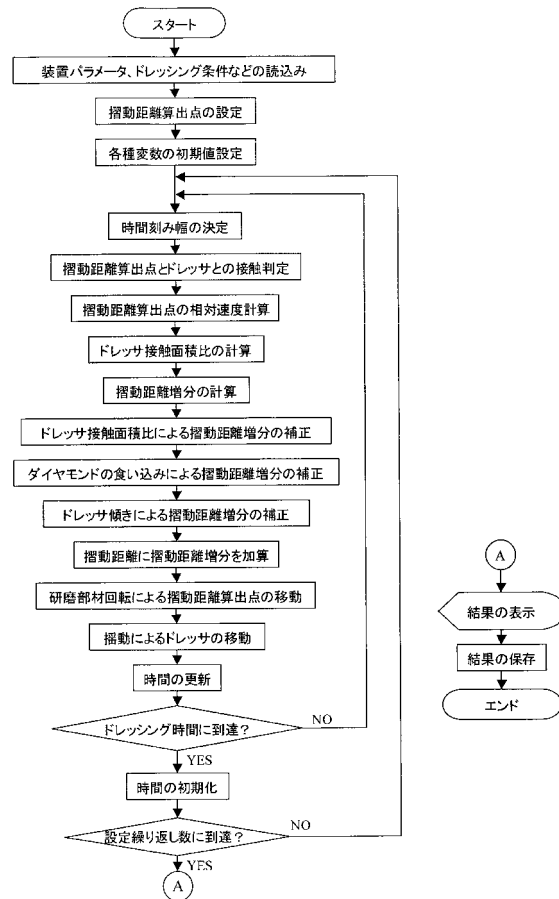 スタート
装置パラメータ、ドレッシング条件などの読込み
摺動距離算出点の設定
各種変数の初期値設定
時間刻み幅の決定
摺動距離算出点とドレッサとの接触判定
摺動距離算出点の相対速度計算
ドレッサ接触面積比の計算
摺動距離増分の計算
ドレッサ接触面積比による摺動距離増分の補正
ダイヤモンドの食い込みによる摺動距離増分の補正
ドレッサ傾きによる摺動距離増分の補正
摺動距離に摺動距離増分を加算
研磨部材回転による摺動距離算出点の移動
揺動によるドレッサの移動
時間の更新
ドレッシング時間に到達？
NO
YES
時間の初期化
設定繰り返し数に到達？
NO
YES
A
A
結果の表示
結果の保存
エンド